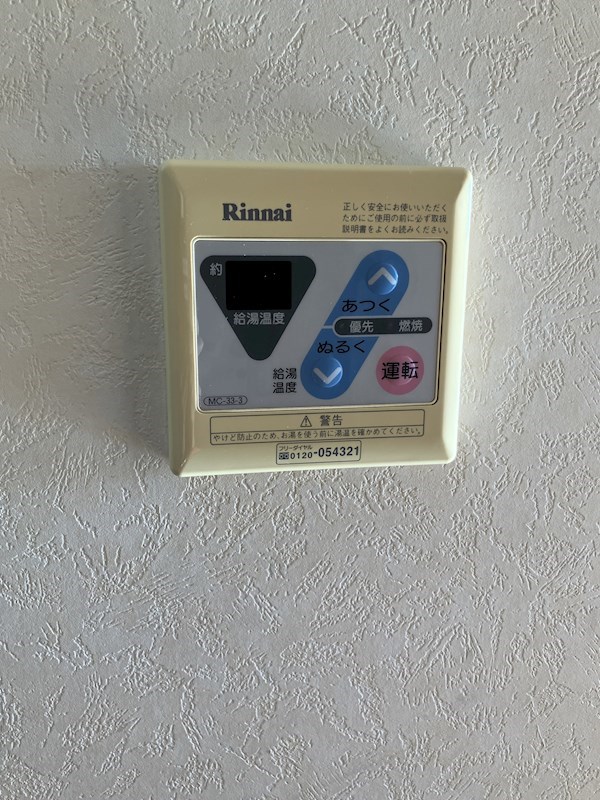 Rinnai
正しく安全にお使いいただく
ためにご使用の前に必ず取扱
説明書をよくお読みください。
約
給湯温度
あつく
優先 燃焼
ぬるく
給湯
温度
運転
MC-33-3
⚠ 警告
やけど防止のため、お湯を使う前に湯温を確かめてください。
フリーダイヤル
0120-054321